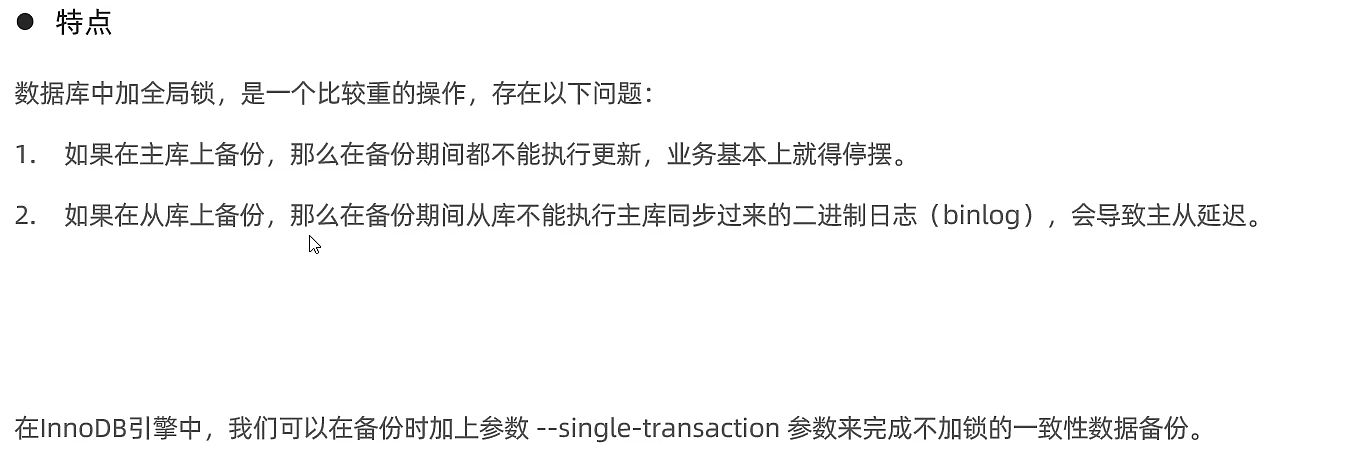 ● 特点
数据库中加全局锁，是一个比较重的操作，存在以下问题：
1. 如果在主库上备份，那么在备份期间都不能执行更新，业务基本上就得停摆。
2. 如果在从库上备份，那么在备份期间从库不能执行主库同步过来的二进制日志（binlog），会导致主从延迟。
在InnoDB引擎中，我们可以在备份时加上参数 --single-transaction 参数来完成不加锁的一致性数据备份。